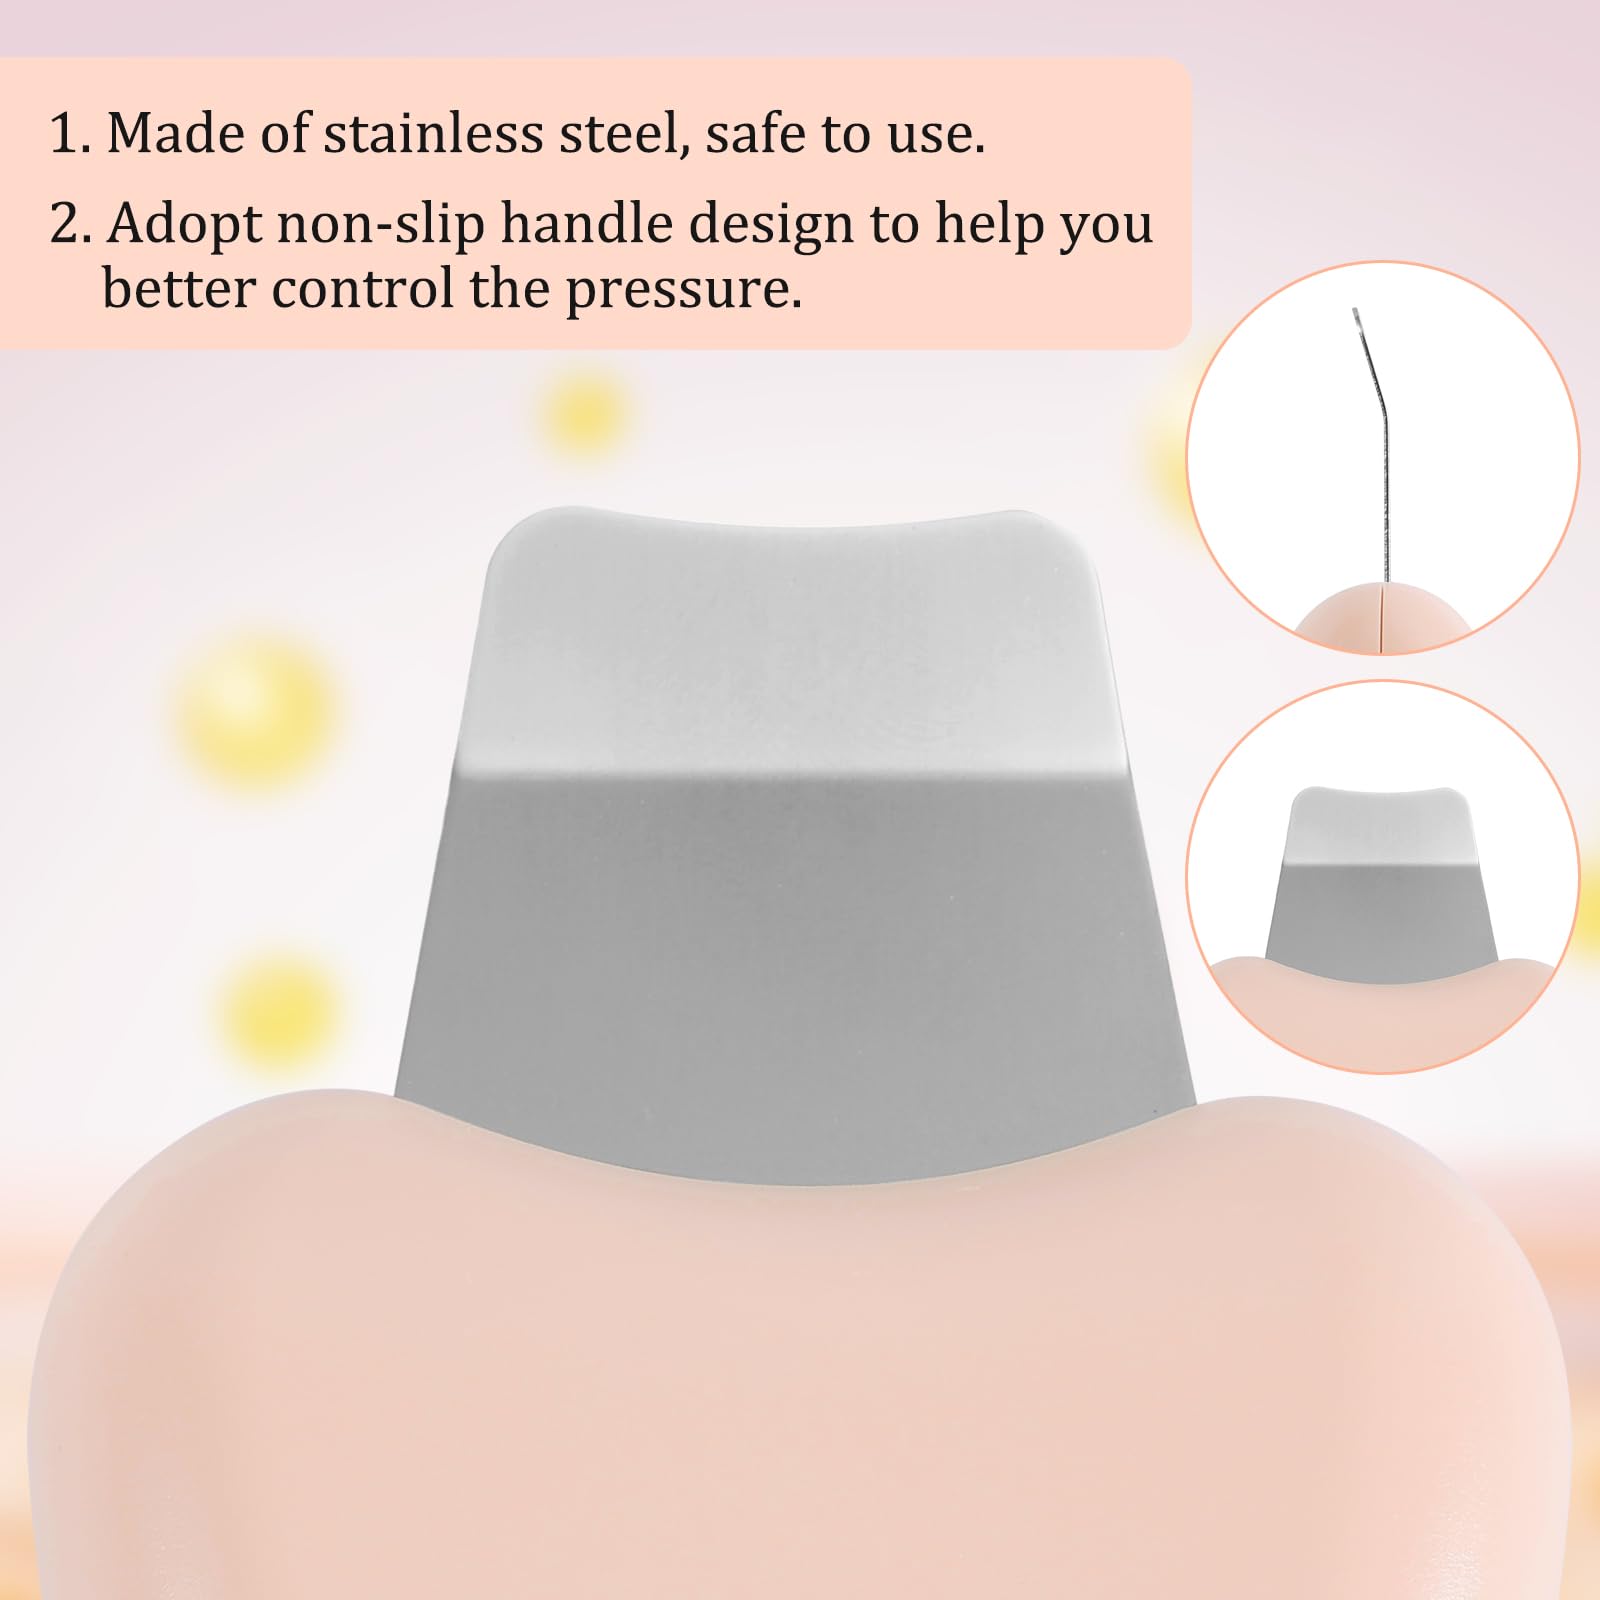 1. Made of stainless steel, safe to use.
2. Adopt non-slip handle design to help you
better control the pressure.